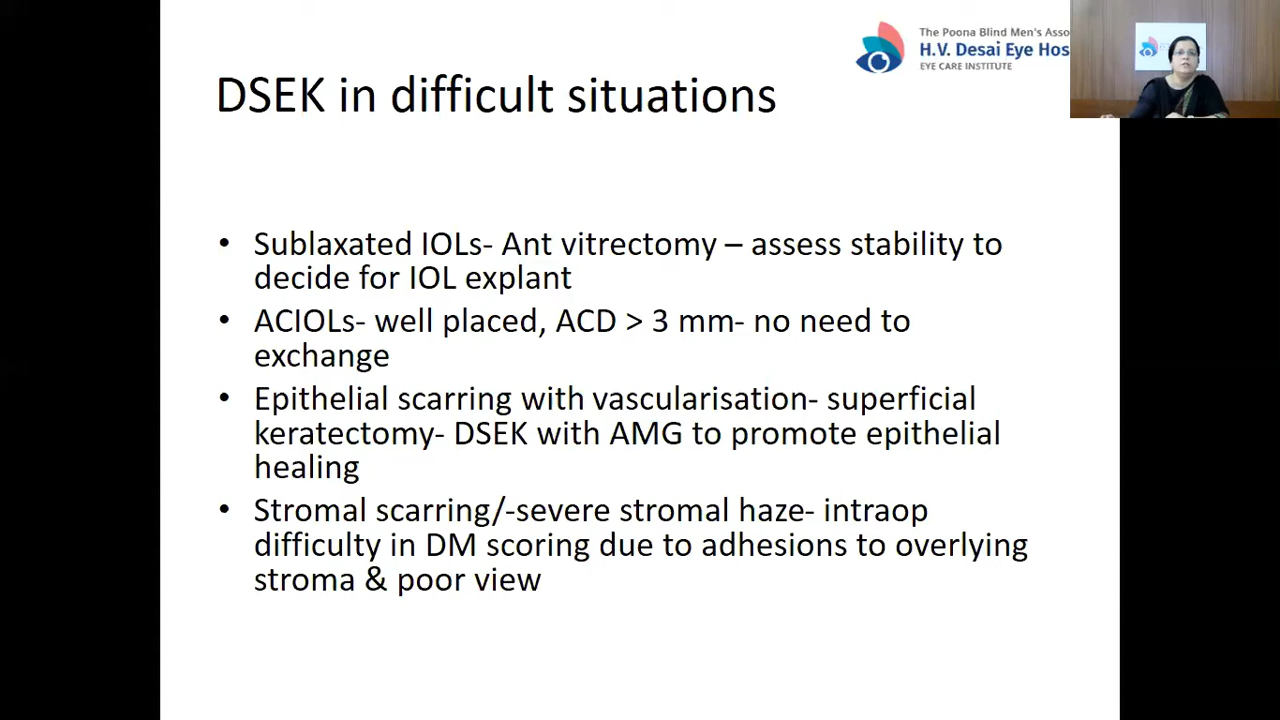 The Poona Blind Men's Asso
H.V. Desai Eye Hos
EYE CARE INSTITUTE
DSEK in difficult situations
• Sublaxated IOLs- Ant vitrectomy – assess stability to
decide for IOL explant
• ACIOLs- well placed, ACD > 3 mm- no need to
exchange
• Epithelial scarring with vascularisation- superficial
keratectomy- DSEK with AMG to promote epithelial
healing
• Stromal scarring/-severe stromal haze- intraop
difficulty in DM scoring due to adhesions to overlying
stroma & poor view